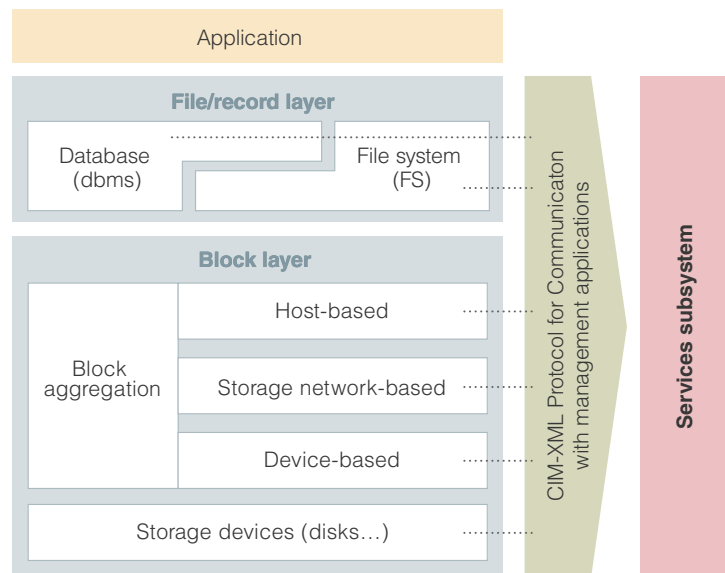 Application
File/record layer
Database
(dbms)
File system
(FS)
Block layer
Block
aggregation
Host-based
Storage network-based
Device-based
Storage devices (disks…)
CIM-XML Protocol for Communicaton
with management applications
Services subsystem